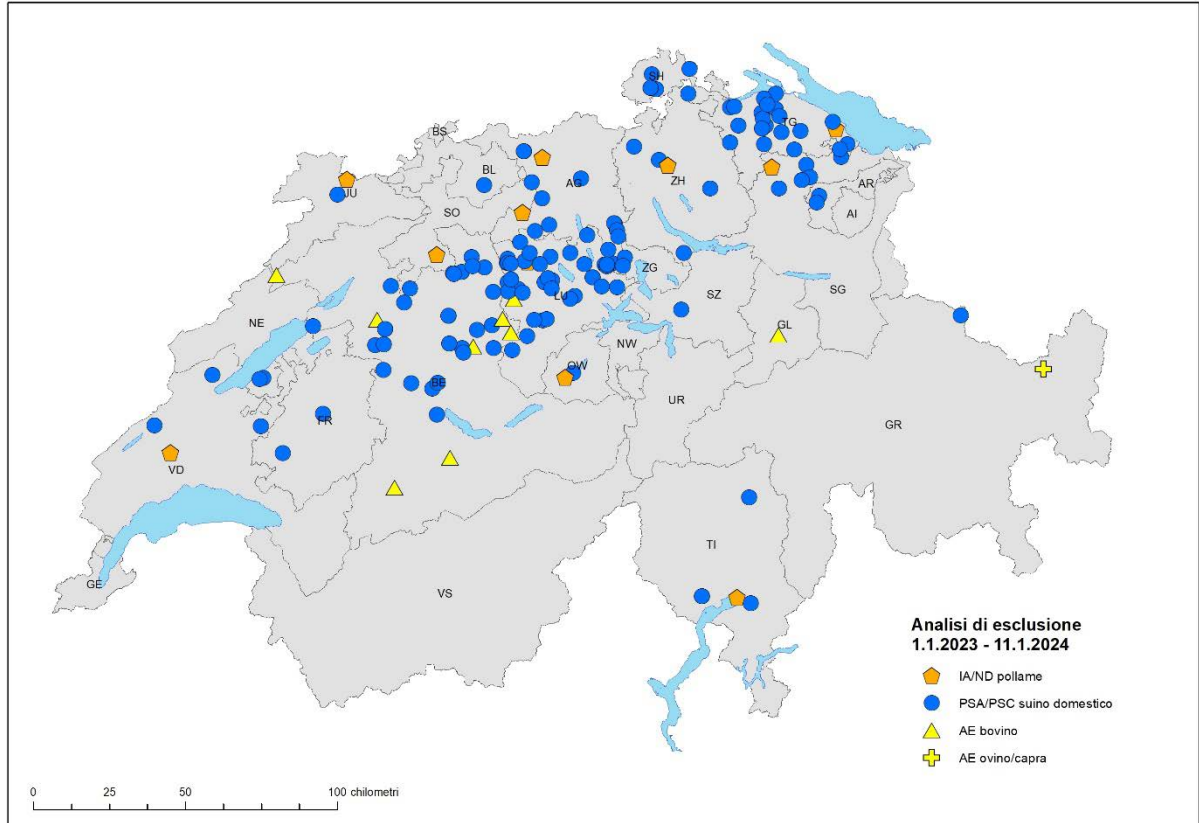 SH
BS
TG
BL
AG
ZH
JU
AR
AI
SO
ZG
LU
SZ
SG
NE
GL
NW
OW
BE
UR
GR
FR
VD
TI
GE
VS
Analisi di esclusione
1.1.2023 - 11.1.2024
IA/ND pollame
PSA/PSC suino domestico
AE bovino
AE ovino/capra
0 25 50 100 chilometri